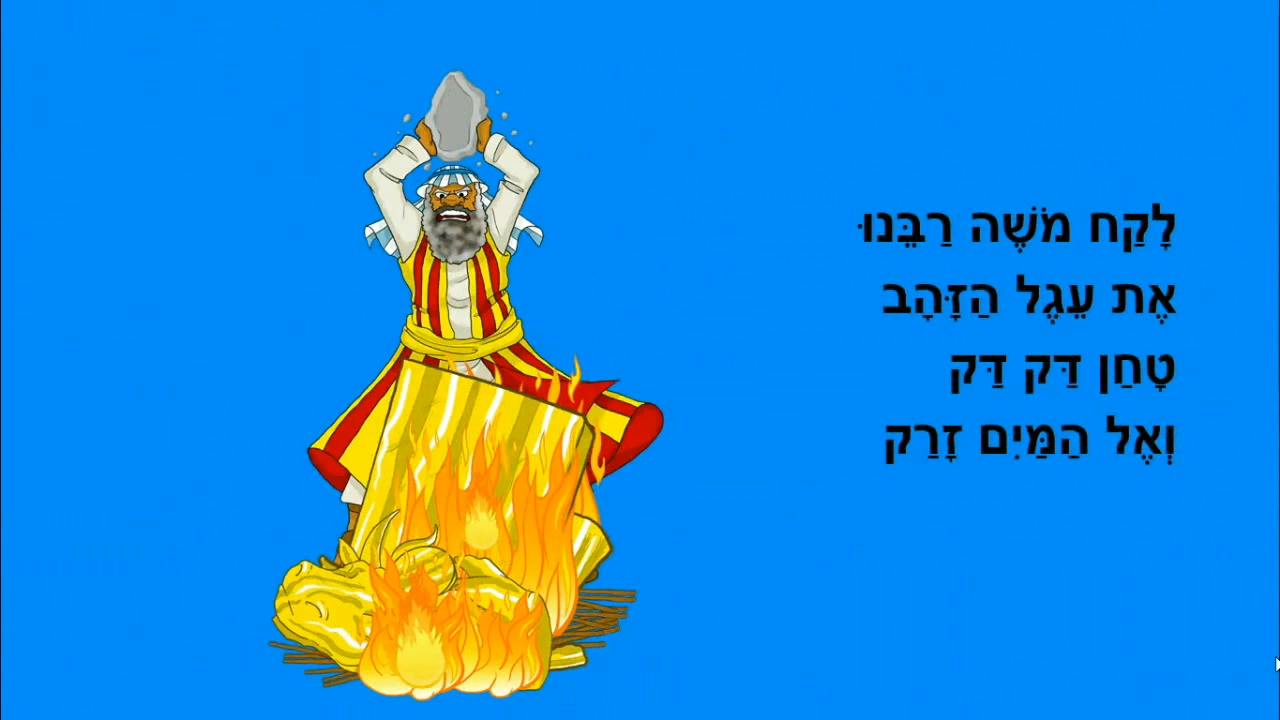 לָקַח מֹשֶׁה רַבֵּנוּ
אֶת עֵגֶל הַזָּהָב
טָחַן דַּק דַּק
וְאֶל הַמַּיִם זָרַק